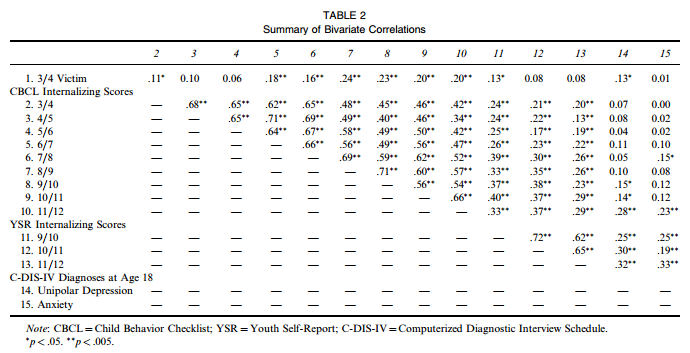 TABLE 2
Summary of Bivariate Correlations
2 3 4 5 6 7 8 9 10 11 12 13 14 15
1. 3/4 Victim .11* 0.10 0.06 .18** .16** .24** .23** .20** .20** .13* 0.08 0.08 .13* 0.01
CBCL Internalizing Scores
2. 3/4 — .68** .65** .62** .65** .48** .45** .46** .42** .24** .21** .20** 0.07 0.00
3. 4/5 — — .65** .71** .69** .49** .40** .46** .34** .24** .22** .13** 0.08 0.02
4. 5/6 — — — .64** .67** .58** .49** .50** .42** .25** .17** .19** 0.04 0.02
5. 6/7 — — — — .66** .56** .49** .56** .47** .26** .23** .22** 0.11 0.10
6. 7/8 — — — — — .69** .59** .62** .52** .39** .30** .26** 0.05 .15*
7. 8/9 — — — — — — .71** .60** .57** .33** .35** .26** 0.10 0.08
8. 9/10 — — — — — — — .56** .54** .37** .38** .23** .15* 0.12
9. 10/11 — — — — — — — — .66** .40** .37** .29** .14* 0.12
10. 11/12 — — — — — — — — — .33** .37** .29** .28** .23**
YSR Internalizing Scores
11. 9/10 — — — — — — — — — — .72** .62** .25** .25**
12. 10/11 — — — — — — — — — — — .65** .30** .19**
13. 11/12 — — — — — — — — — — — — .32** .33**
C-DIS-IV Diagnoses at Age 18 — — — — — — — — — — — — — —
14. Unipolar Depression — — — — — — — — — — — — — —
15. Anxiety — — — — — — — — — — — — — —
Note: CBCL = Child Behavior Checklist; YSR = Youth Self-Report; C-DIS-IV = Computerized Diagnostic Interview Schedule.
*p < .05. **p < .005.